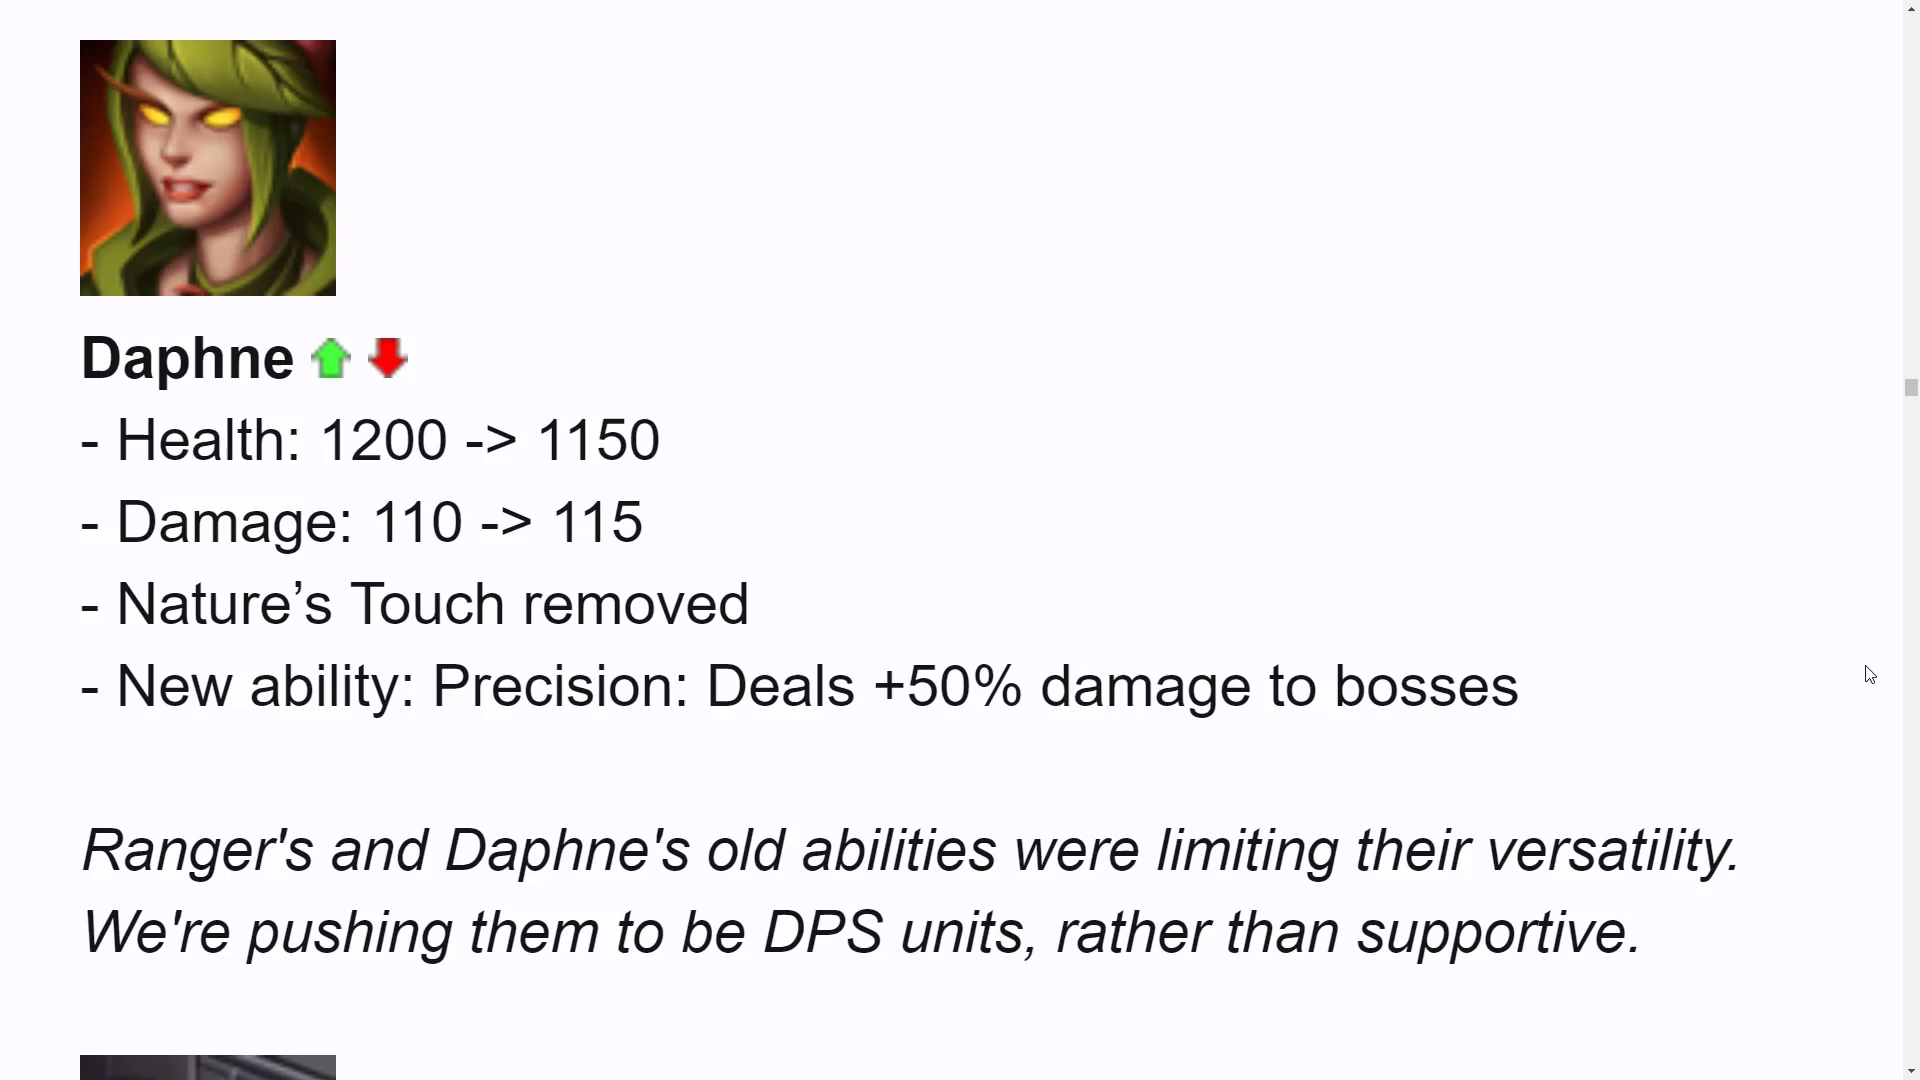 Daphne
- Health: 1200 -> 1150
- Damage: 110 -> 115
- Nature’s Touch removed
- New ability: Precision: Deals +50% damage to bosses
Ranger's and Daphne's old abilities were limiting their versatility.
We're pushing them to be DPS units, rather than supportive.